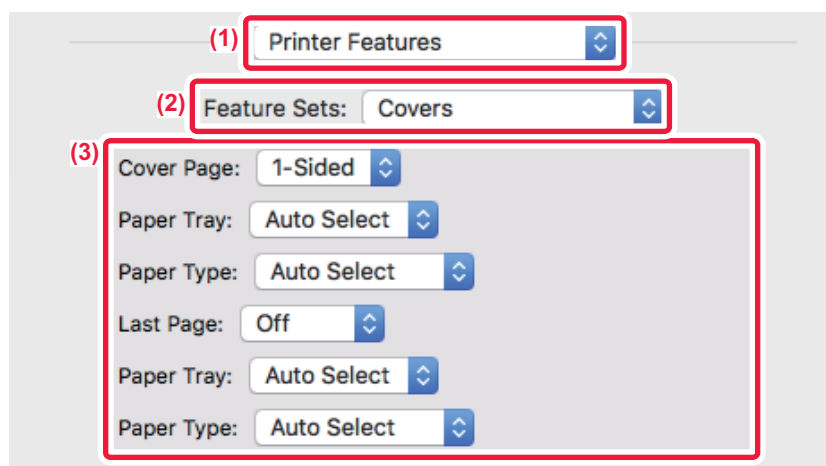 (1) Printer Features
(2) Feature Sets: Covers
(3)
Cover Page: 1-Sided
Paper Tray: Auto Select
Paper Type: Auto Select
Last Page: Off
Paper Tray: Auto Select
Paper Type: Auto Select